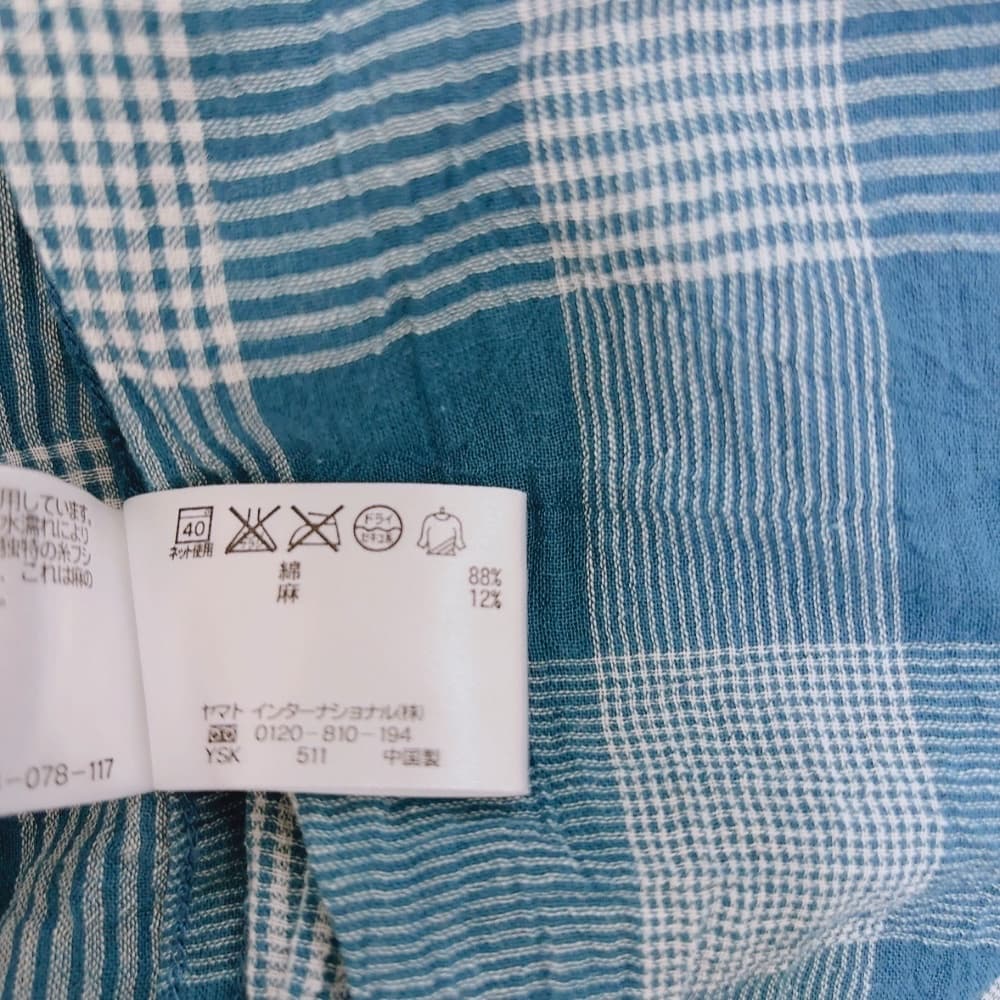 用しています。
水濡れにより
特の糸フシ
これは麻の
-078-117
40
ネット使用
ドライ
セキユ系
綿 88%
麻 12%
ヤマト インターナショナル(株)
0120-810-194
YSK 511 中国製